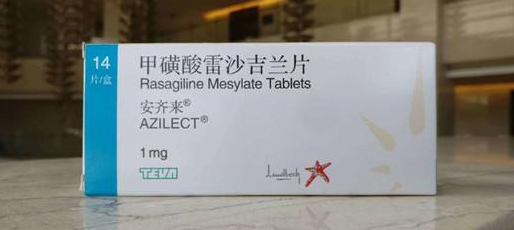 14
片/盒
甲磺酸雷沙吉兰片
Rasagiline Mesylate Tablets
安齐来®
AZILECT®
1 mg
TEVA
Lundbeck